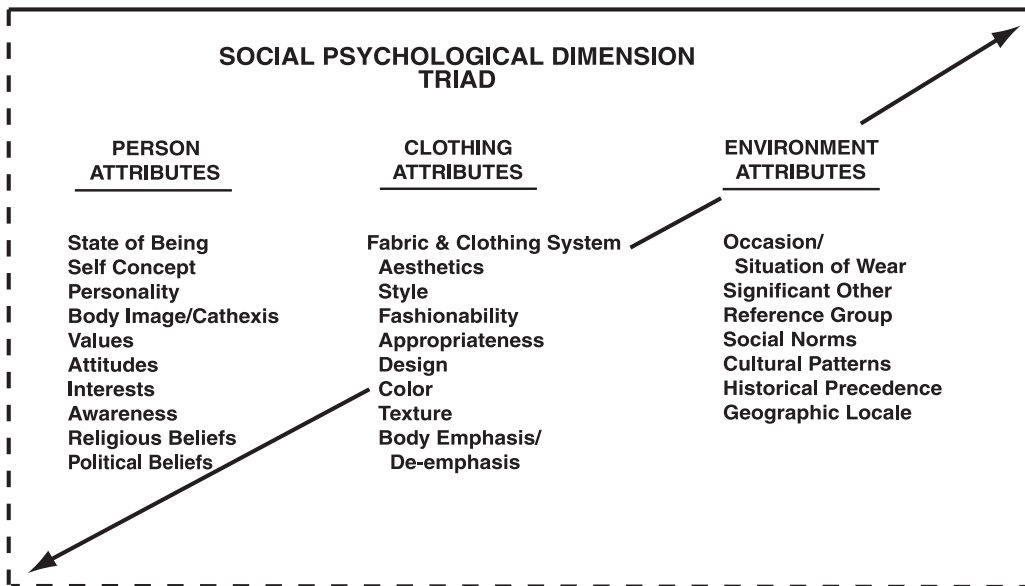 SOCIAL PSYCHOLOGICAL DIMENSION
TRIAD
PERSON
ATTRIBUTES
State of Being
Self Concept
Personality
Body Image/Cathexis
Values
Attitudes
Interests
Awareness
Religious Beliefs
Political Beliefs
CLOTHING
ATTRIBUTES
Fabric & Clothing System
Aesthetics
Style
Fashionability
Appropriateness
Design
Color
Texture
Body Emphasis/
De-emphasis
ENVIRONMENT
ATTRIBUTES
Occasion/
Situation of Wear
Significant Other
Reference Group
Social Norms
Cultural Patterns
Historical Precedence
Geographic Locale